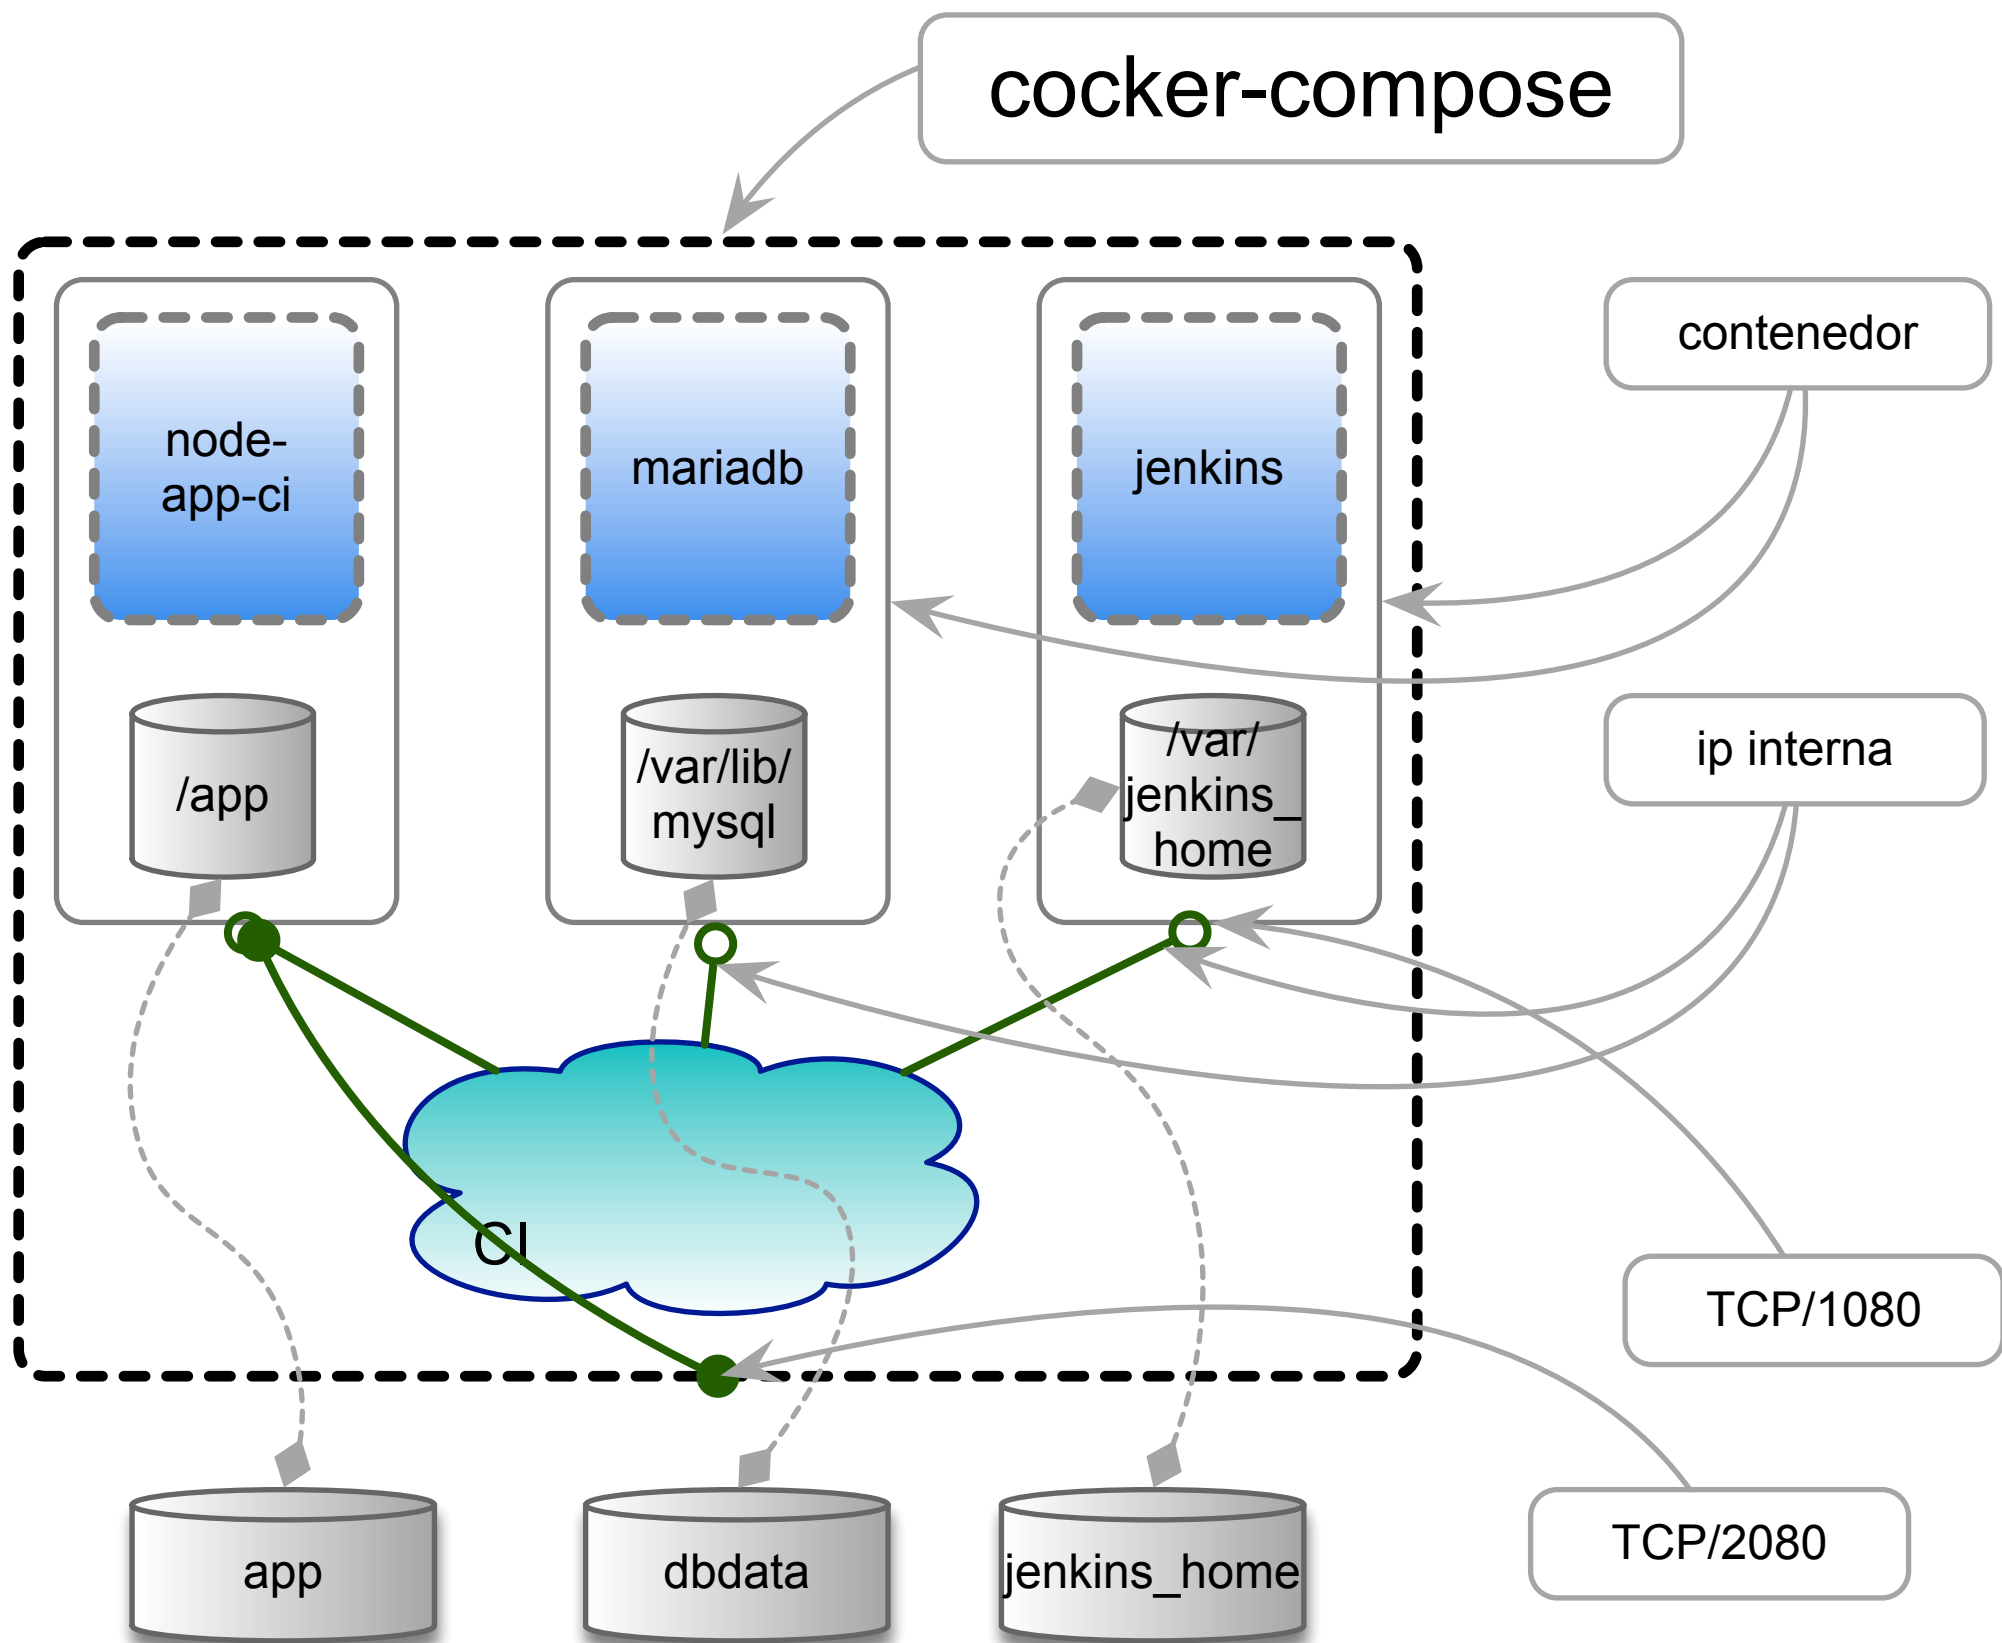 cocker-compose
node-
app-ci
mariadb
jenkins
contenedor
/app
/var/lib/
mysql
/var/
jenkins_
home
ip interna
CI
TCP/1080
TCP/2080
app
dbdata
jenkins_home